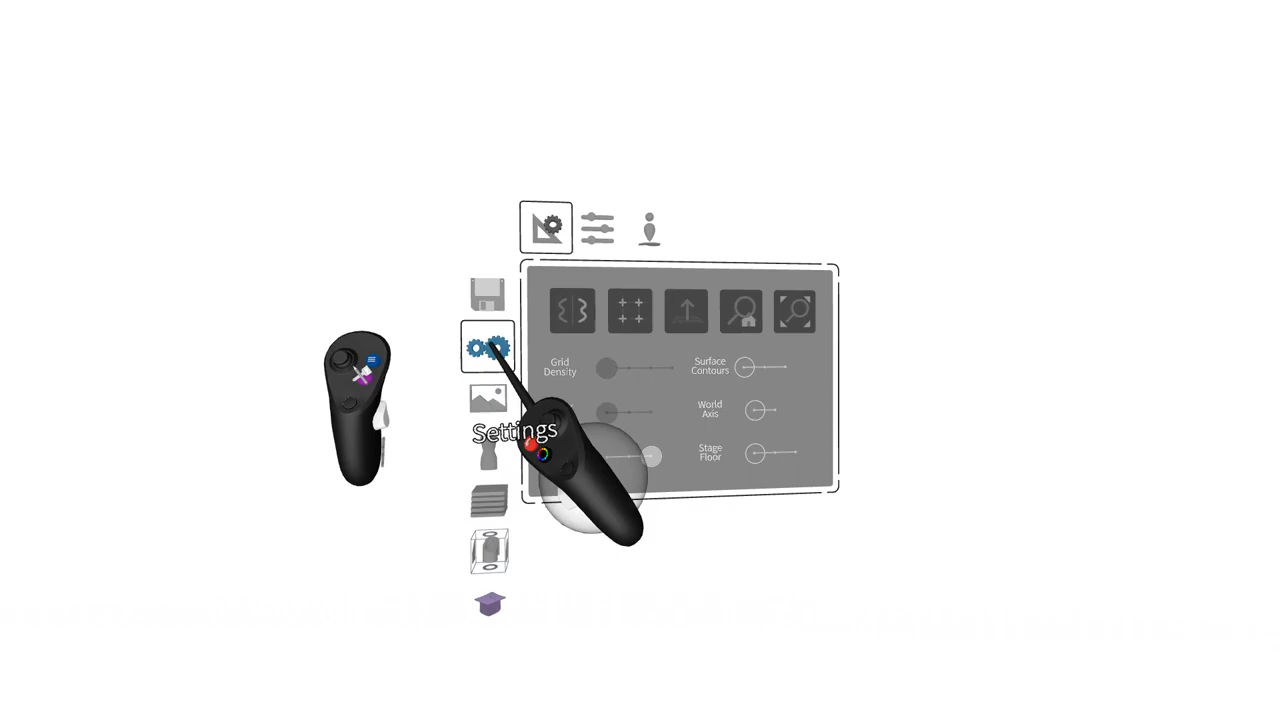 Grid
Density
Surface
Contours
World
Axis
Settings
Stage
Floor